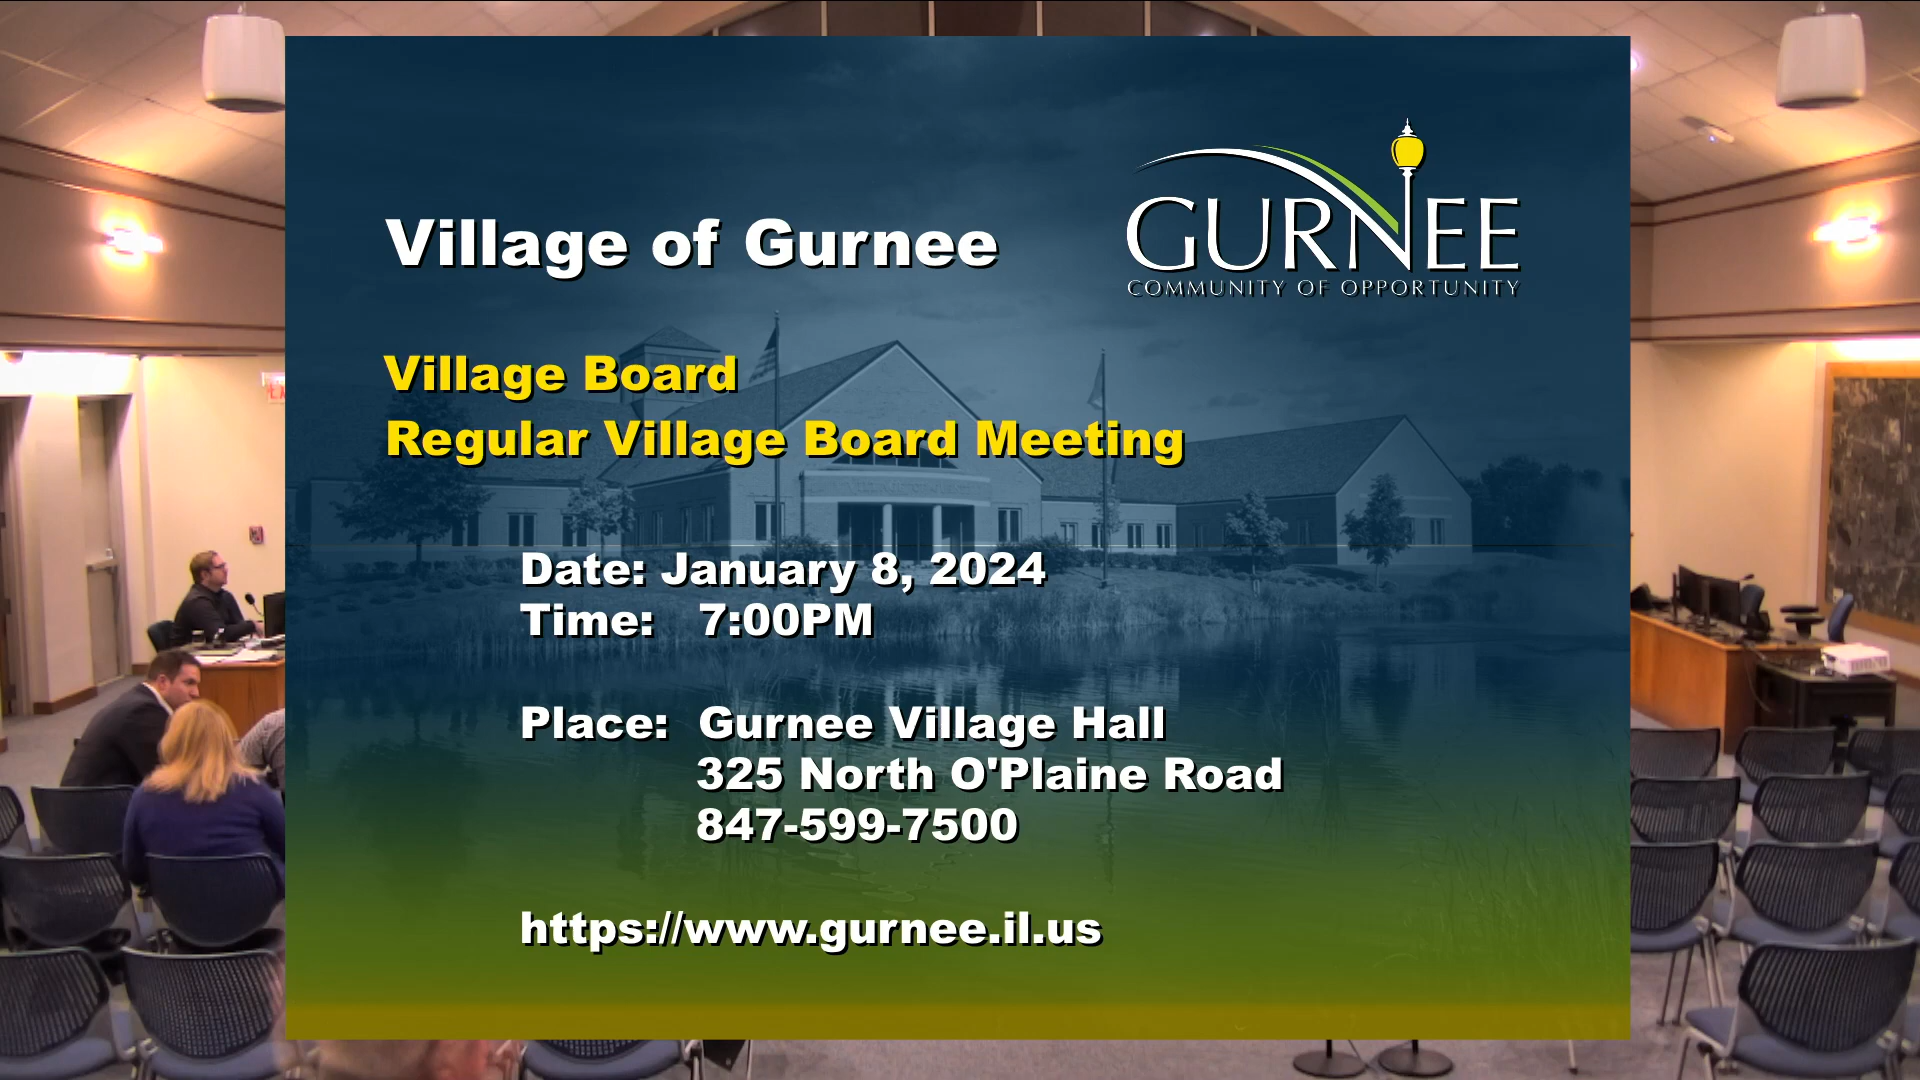 Village of Gurnee
GURNEE
COMMUNITY OF OPPORTUNITY
Village Board
Regular Village Board Meeting
Date: January 8, 2024
Time: 7:00PM
Place: Gurnee Village Hall
325 North O'Plaine Road
847-599-7500
https://www.gurnee.il.us